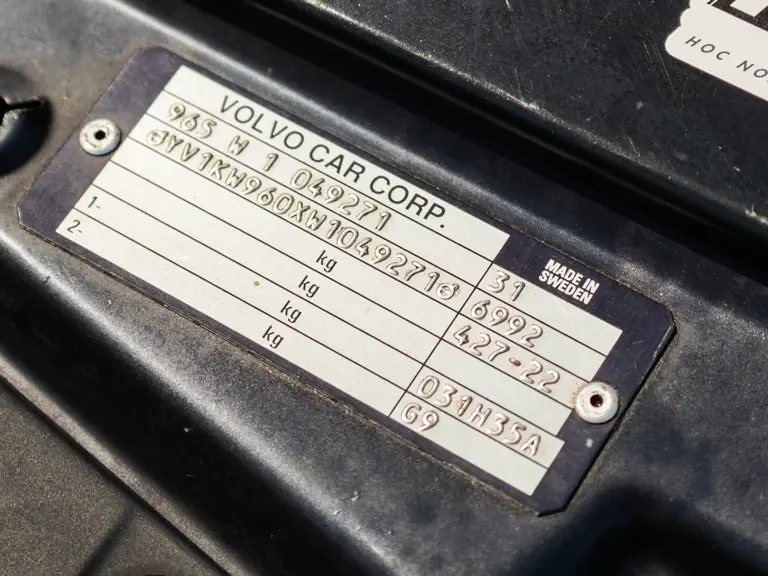 VOLVO CAR CORP.
965 W 1 049271
YV1KW960XW1049271
kg
kg
1- kg
2- kg
MADE IN
SWEDEN
31
6992
427-22
031H35A
G9
HOC NO